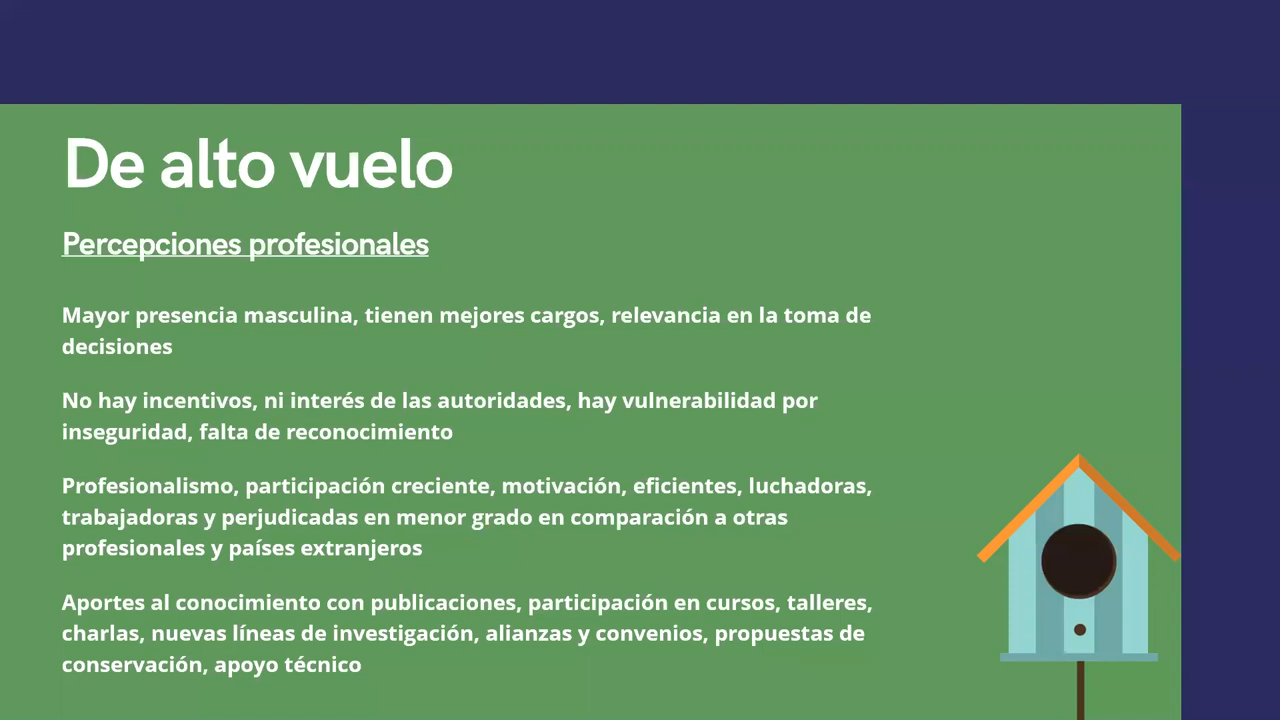 De alto vuelo
Percepciones profesionales
Mayor presencia masculina, tienen mejores cargos, relevancia en la toma de
decisiones
No hay incentivos, ni interés de las autoridades, hay vulnerabilidad por
inseguridad, falta de reconocimiento
Profesionalismo, participación creciente, motivación, eficientes, luchadoras,
trabajadoras y perjudicadas en menor grado en comparación a otras
profesionales y países extranjeros
Aportes al conocimiento con publicaciones, participación en cursos, talleres,
charlas, nuevas líneas de investigación, alianzas y convenios, propuestas de
conservación, apoyo técnico